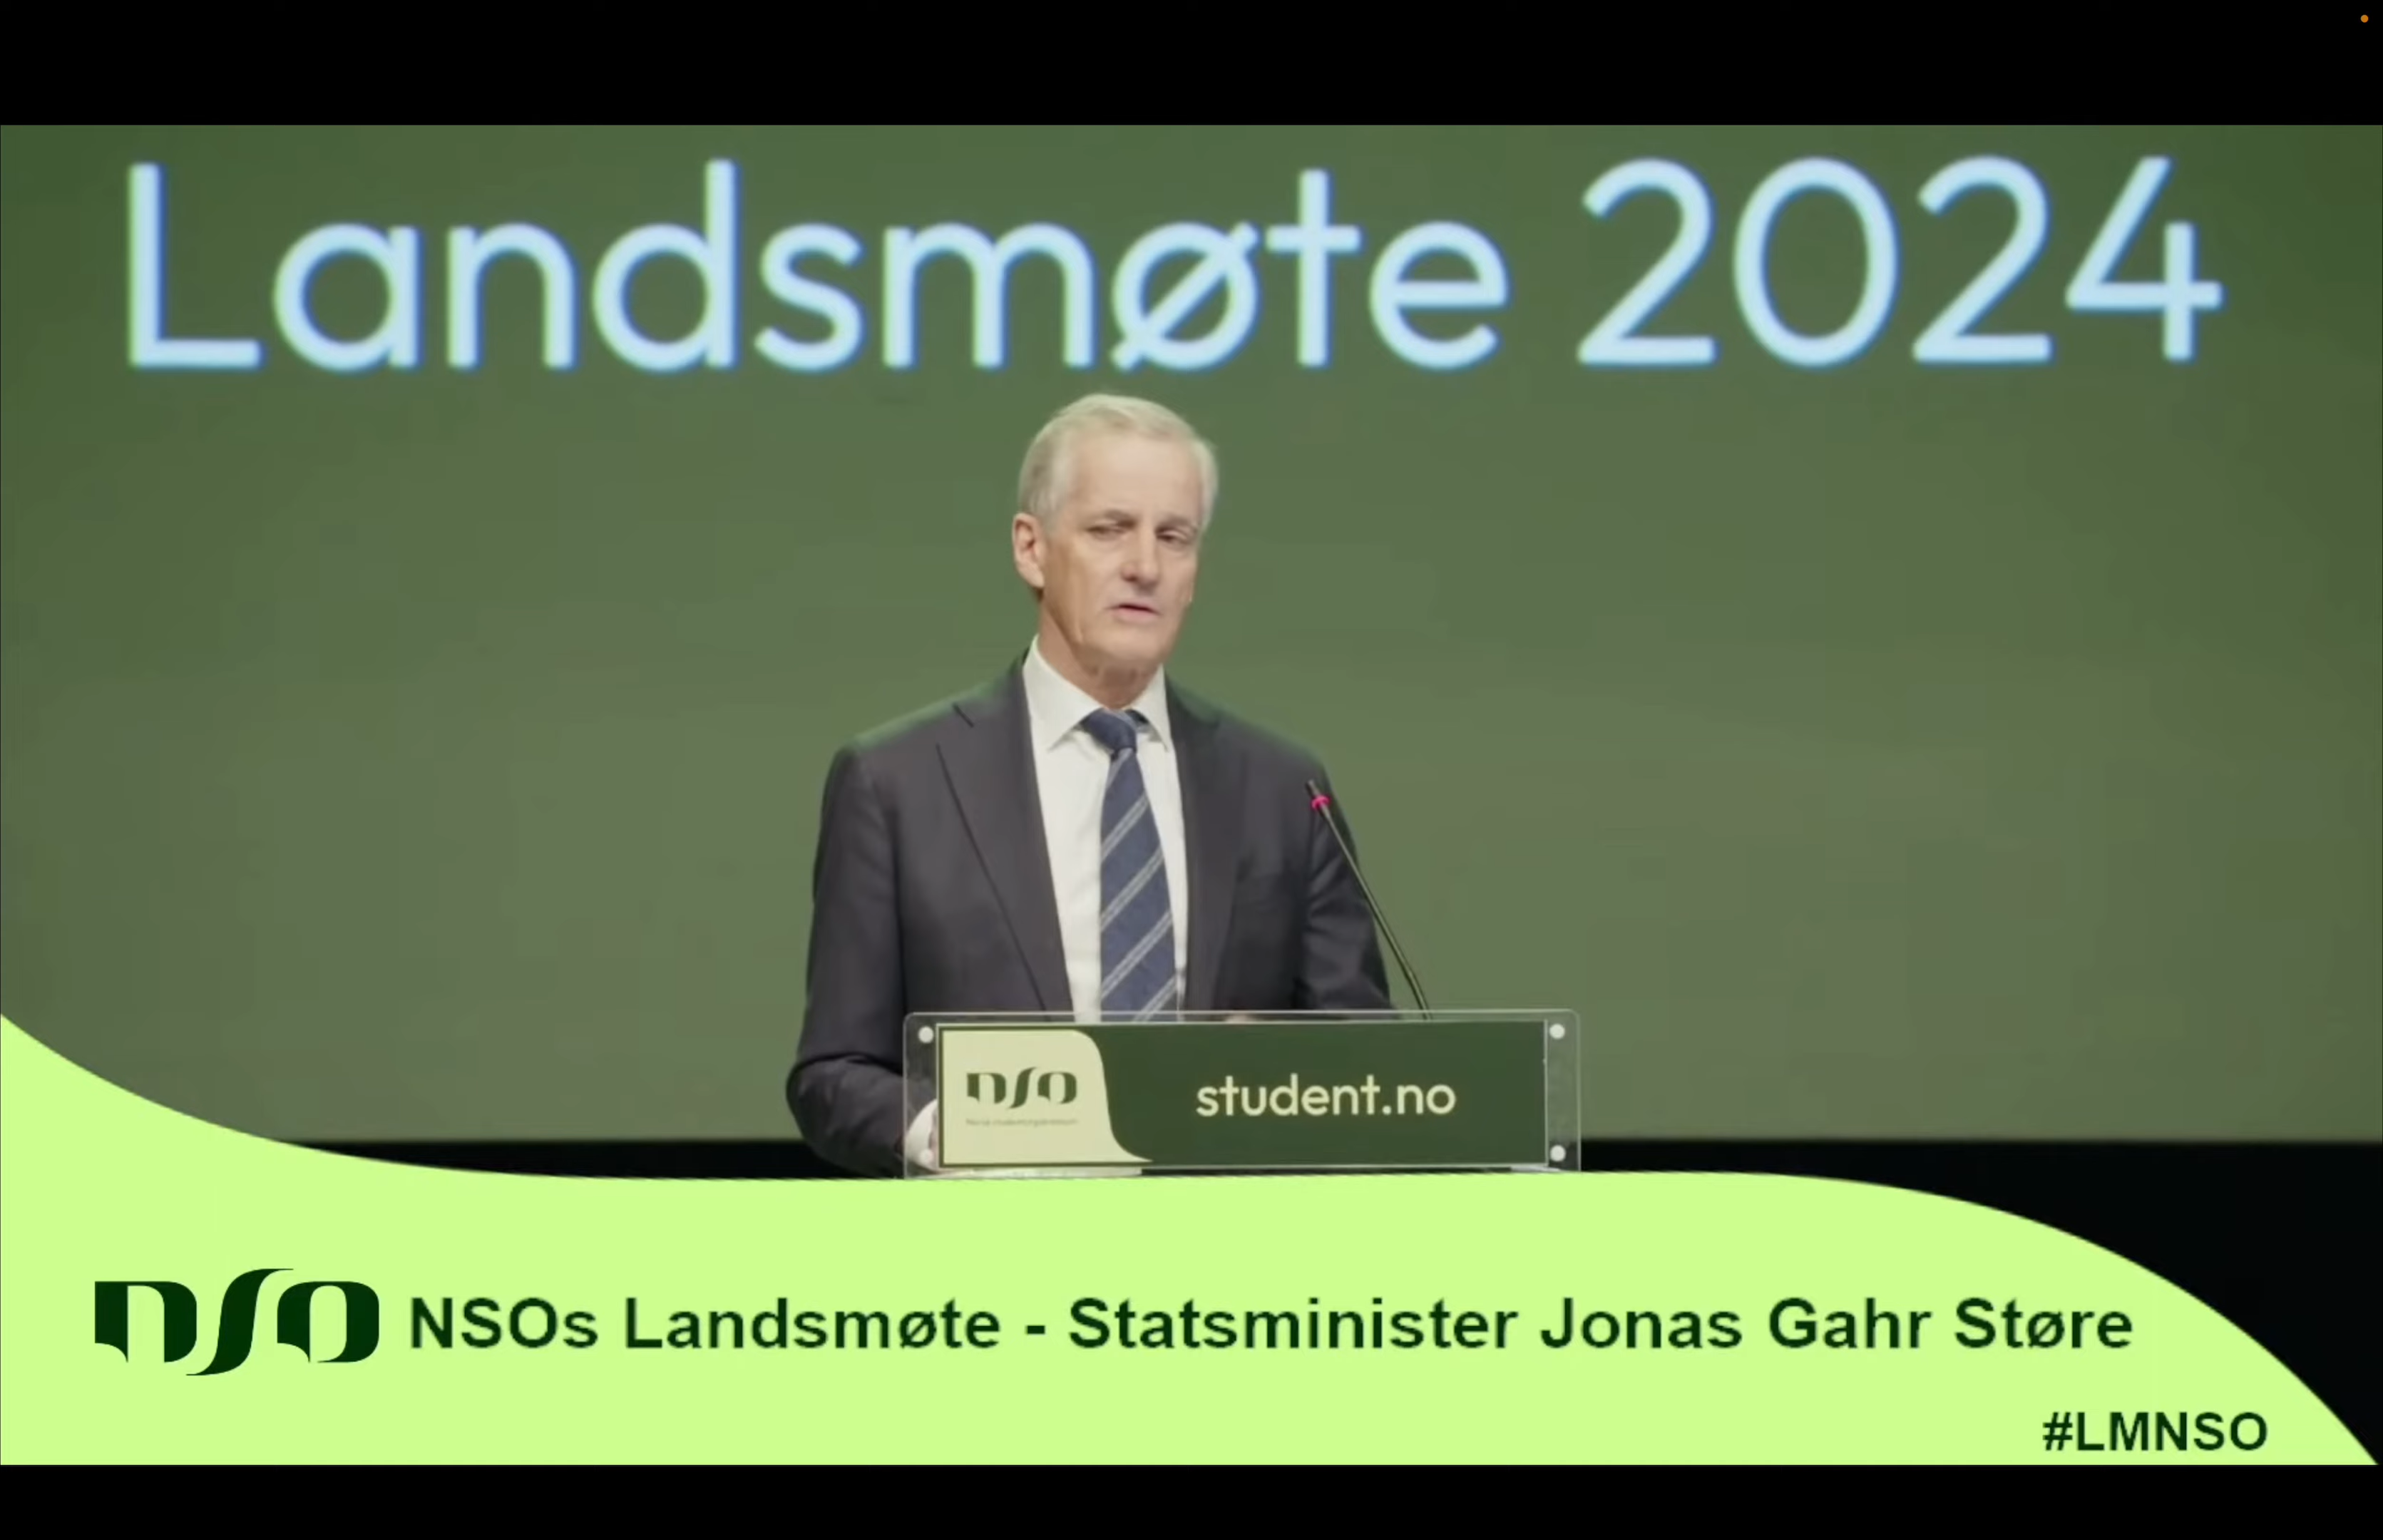 Landsmøte 2024
nso
student.no
nso
NSOs Landsmøte - Statsminister Jonas Gahr Støre
#LMNSO